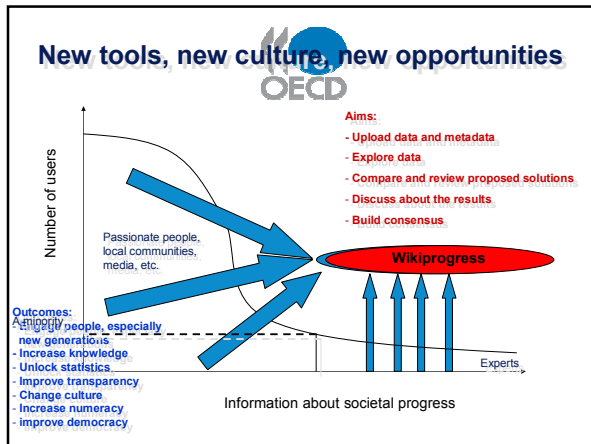 New tools, new culture, new opportunities
OECD
Aims:
- Upload data and metadata
- Explore data
- Compare and review proposed solutions
- Discuss about the results
- Build consensus
Number of users
Passionate people,
local communities,
media, etc.
Wikiprogress
A minority
Outcomes:
- Engage people, especially
new generations
- Increase knowledge
- Unlock statistics
- Improve transparency
- Change culture
- Increase numeracy
- improve democracy
Experts
Information about societal progress